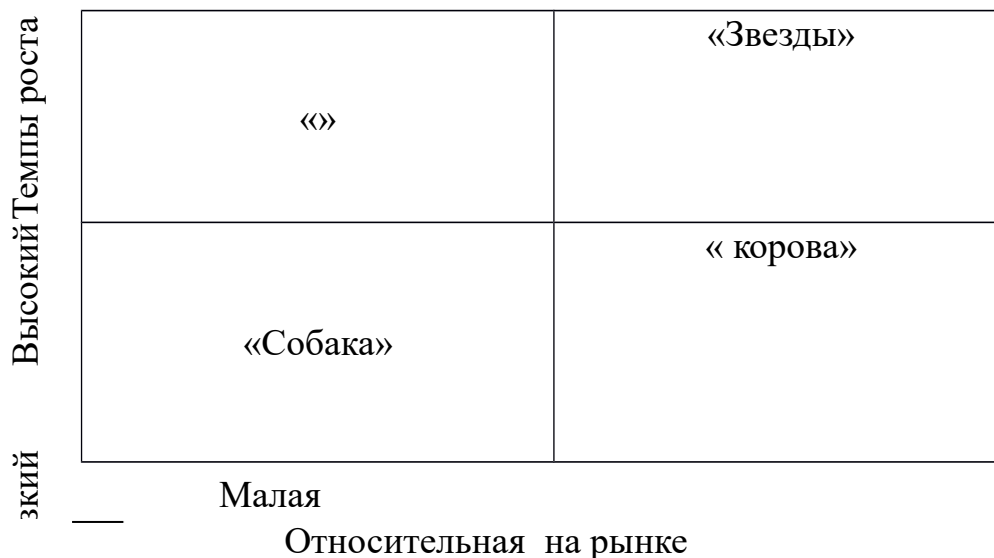 Темпы роста
Высокий
зкий
«»
«Звезды»
«Собака»
« корова»
Малая
Относительная на рынке